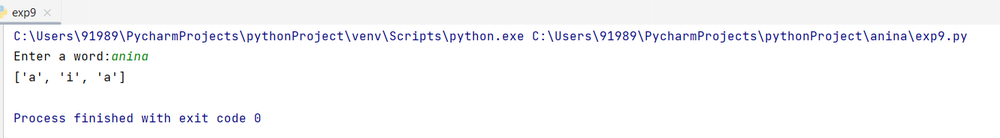 exp9
C:\Users\91989\PycharmProjects\pythonProject\venv\Scripts\python.exe C:\Users\91989\PycharmProjects\pythonProject\anina\exp9.py
Enter a word:anina
['a', 'i', 'a']
Process finished with exit code 0